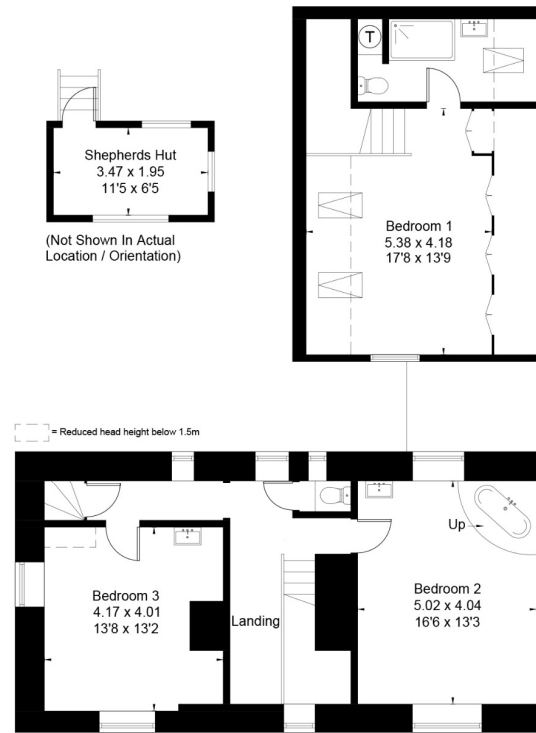 T
Shepherds Hut
3.47 x 1.95
11'5 x 6'5
(Not Shown In Actual
Location / Orientation)
Bedroom 1
5.38 x 4.18
17'8 x 13'9
= Reduced head height below 1.5m
Up
Bedroom 3
4.17 x 4.01
13'8 x 13'2
Landing
Bedroom 2
5.02 x 4.04
16'6 x 13'3